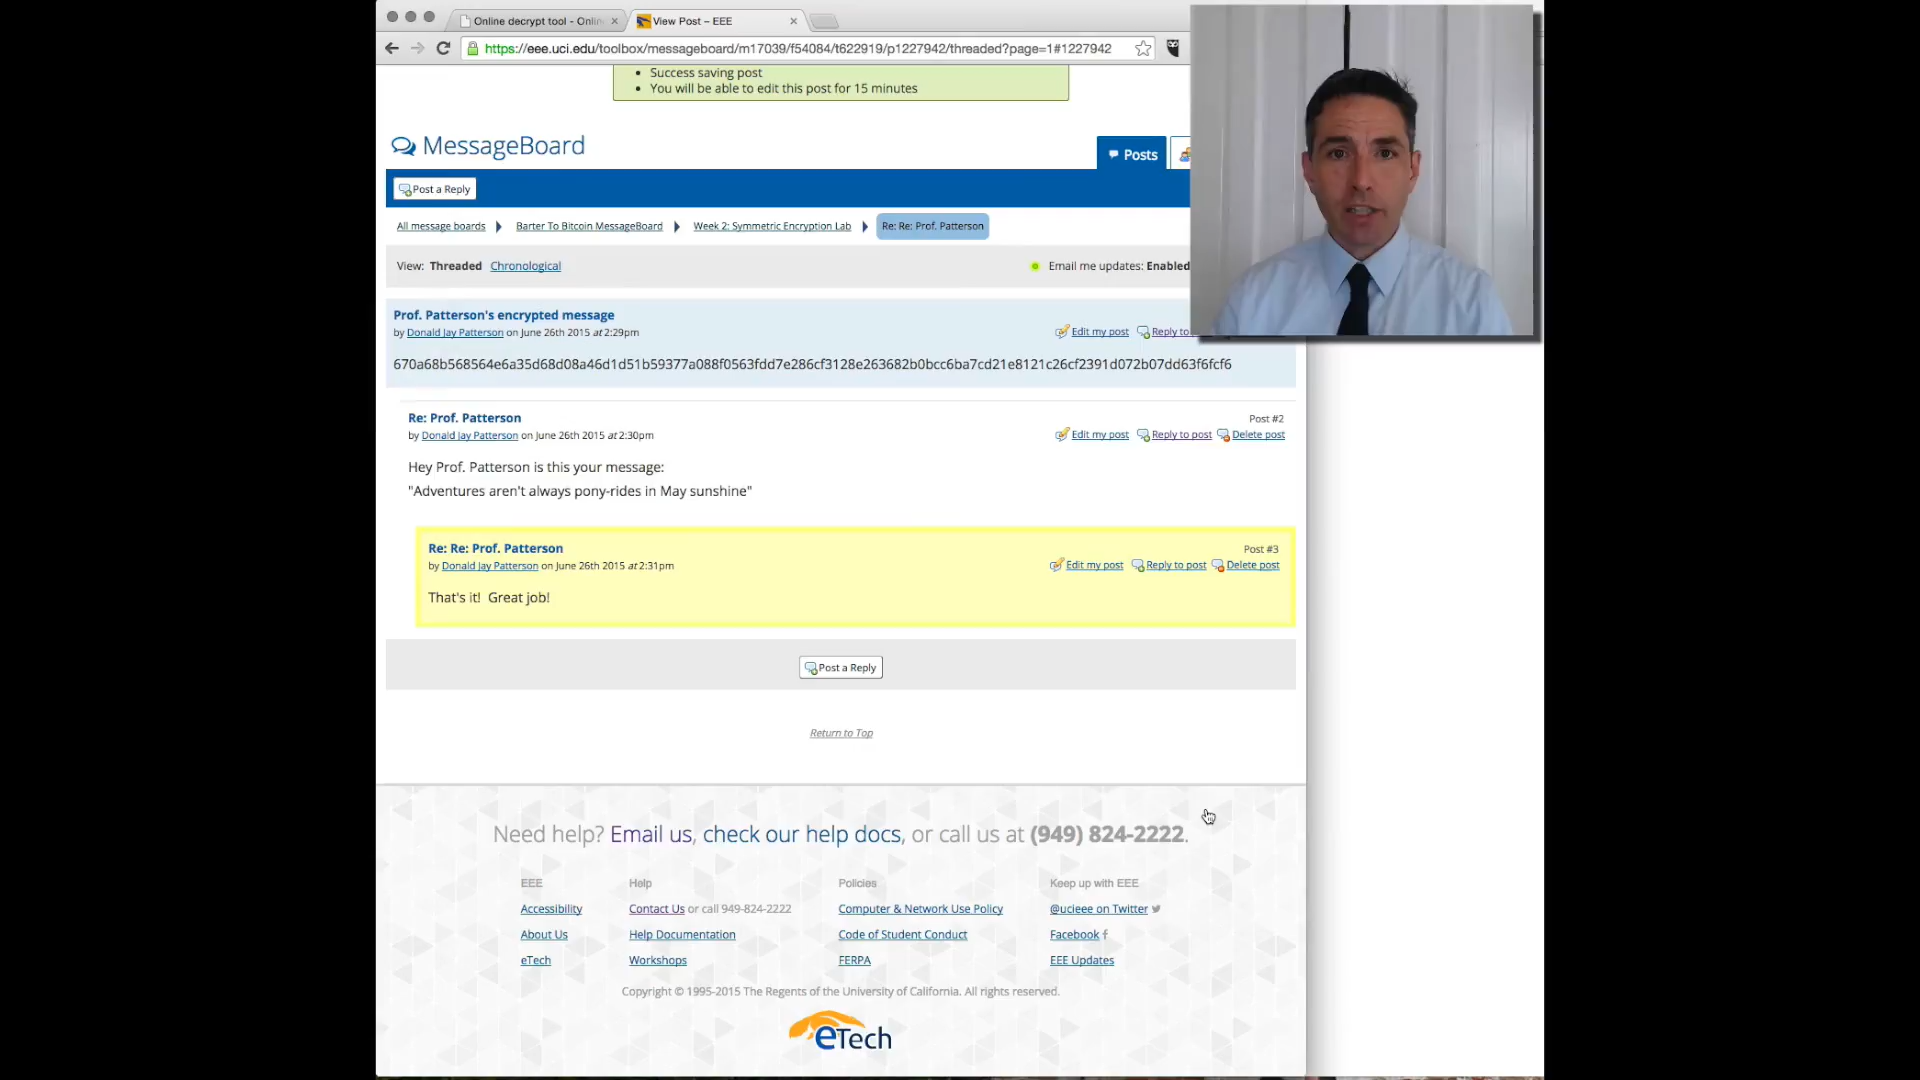 Online decrypt tool - Onlin
View Post – EEE
https://eee.uci.edu/toolbox/messageboard/m17039/f54084/t622919/p1227942/threaded?page=1#1227942
Success saving post
You will be able to edit this post for 15 minutes
MessageBoard
Posts
Post a Reply
All message boards
Barter To Bitcoin MessageBoard
Week 2: Symmetric Encryption Lab
Re: Re: Prof. Patterson
View: Threaded Chronological
Email me updates: Enabled
Prof. Patterson's encrypted message
by Donald Jay Patterson on June 26th 2015 at 2:29pm
Edit my post Reply to
670a68b568564e6a35d68d08a46d1d51b59377a088f0563fdd7e286cf3128e263682b0bcc6ba7cd21e8121c26cf2391d072b07dd63f6fcf6
Re: Prof. Patterson
Post #2
by Donald Jay Patterson on June 26th 2015 at 2:30pm
Edit my post Reply to post Delete post
Hey Prof. Patterson is this your message:
"Adventures aren't always pony-rides in May sunshine"
Re: Re: Prof. Patterson
Post #3
by Donald Jay Patterson on June 26th 2015 at 2:31pm
Edit my post Reply to post Delete post
That's it! Great job!
Post a Reply
Return to Top
Need help? Email us, check our help docs, or call us at (949) 824-2222.
EEE
Help
Policies
Keep up with EEE
Accessibility
Contact Us or call 949-824-2222
Computer & Network Use Policy
@ucieee on Twitter
About Us
Help Documentation
Code of Student Conduct
Facebook
eTech
Workshops
FERPA
EEE Updates
Copyright © 1995-2015 The Regents of the University of California. All rights reserved.
eTech